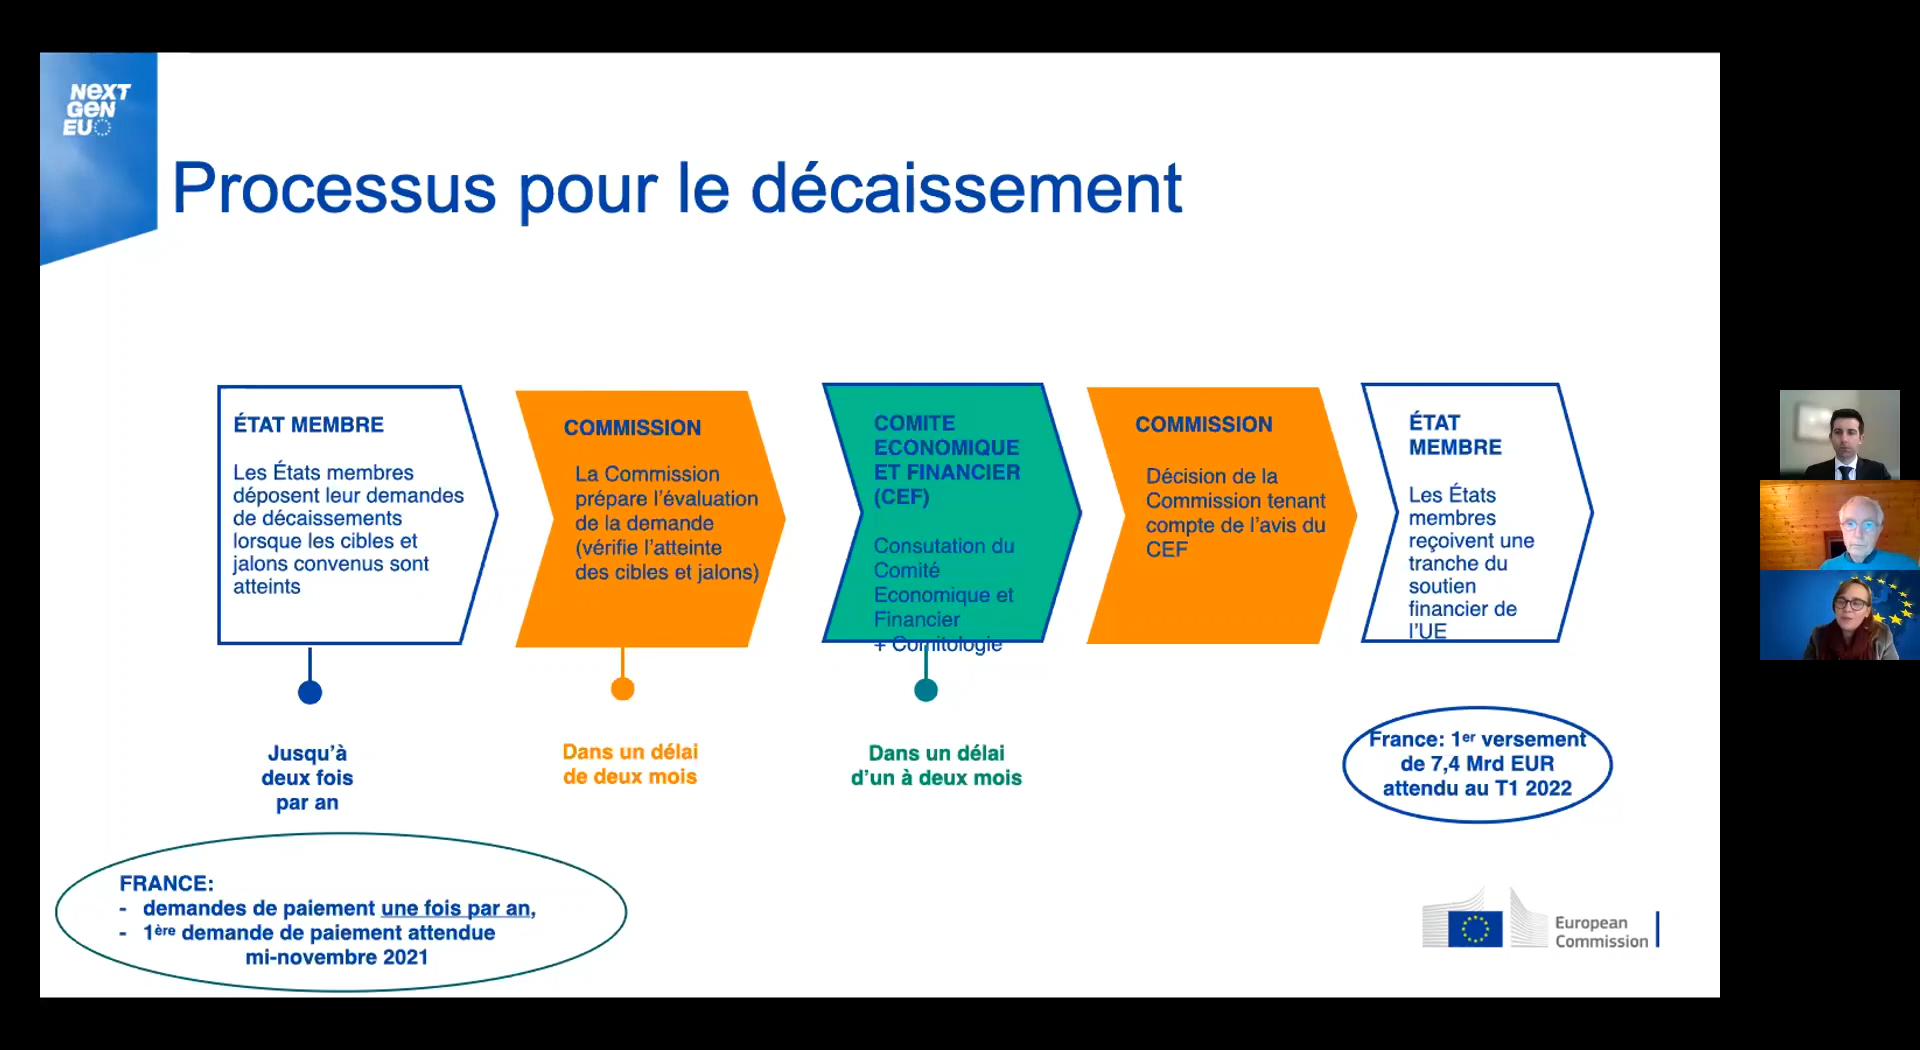 NEXT
GEN
EU
Processus pour le décaissement
ÉTAT MEMBRE
Les États membres
déposent leur demandes
de décaissements
lorsque les cibles et
jalons convenus sont
atteints
COMMISSION
La Commission
prépare l'évaluation
de la demande
(vérifie l'atteinte
des cibles et jalons)
COMITE
ECONOMIQUE
ET FINANCIER
(CEF)
Consutation du
Comité
Economique et
Financier
+ Comitologie
COMMISSION
Décision de la
Commission tenant
compte de l'avis du
CEF
ÉTAT
MEMBRE
Les États
membres
reçoivent une
tranche du
soutien
financier de
l'UE
Jusqu'à
deux fois
par an
Dans un délai
de deux mois
Dans un délai
d'un à deux mois
France: 1er versement
de 7,4 Mrd EUR
attendu au T1 2022
FRANCE:
- demandes de paiement une fois par an,
- 1ère demande de paiement attendue
mi-novembre 2021
European
Commission